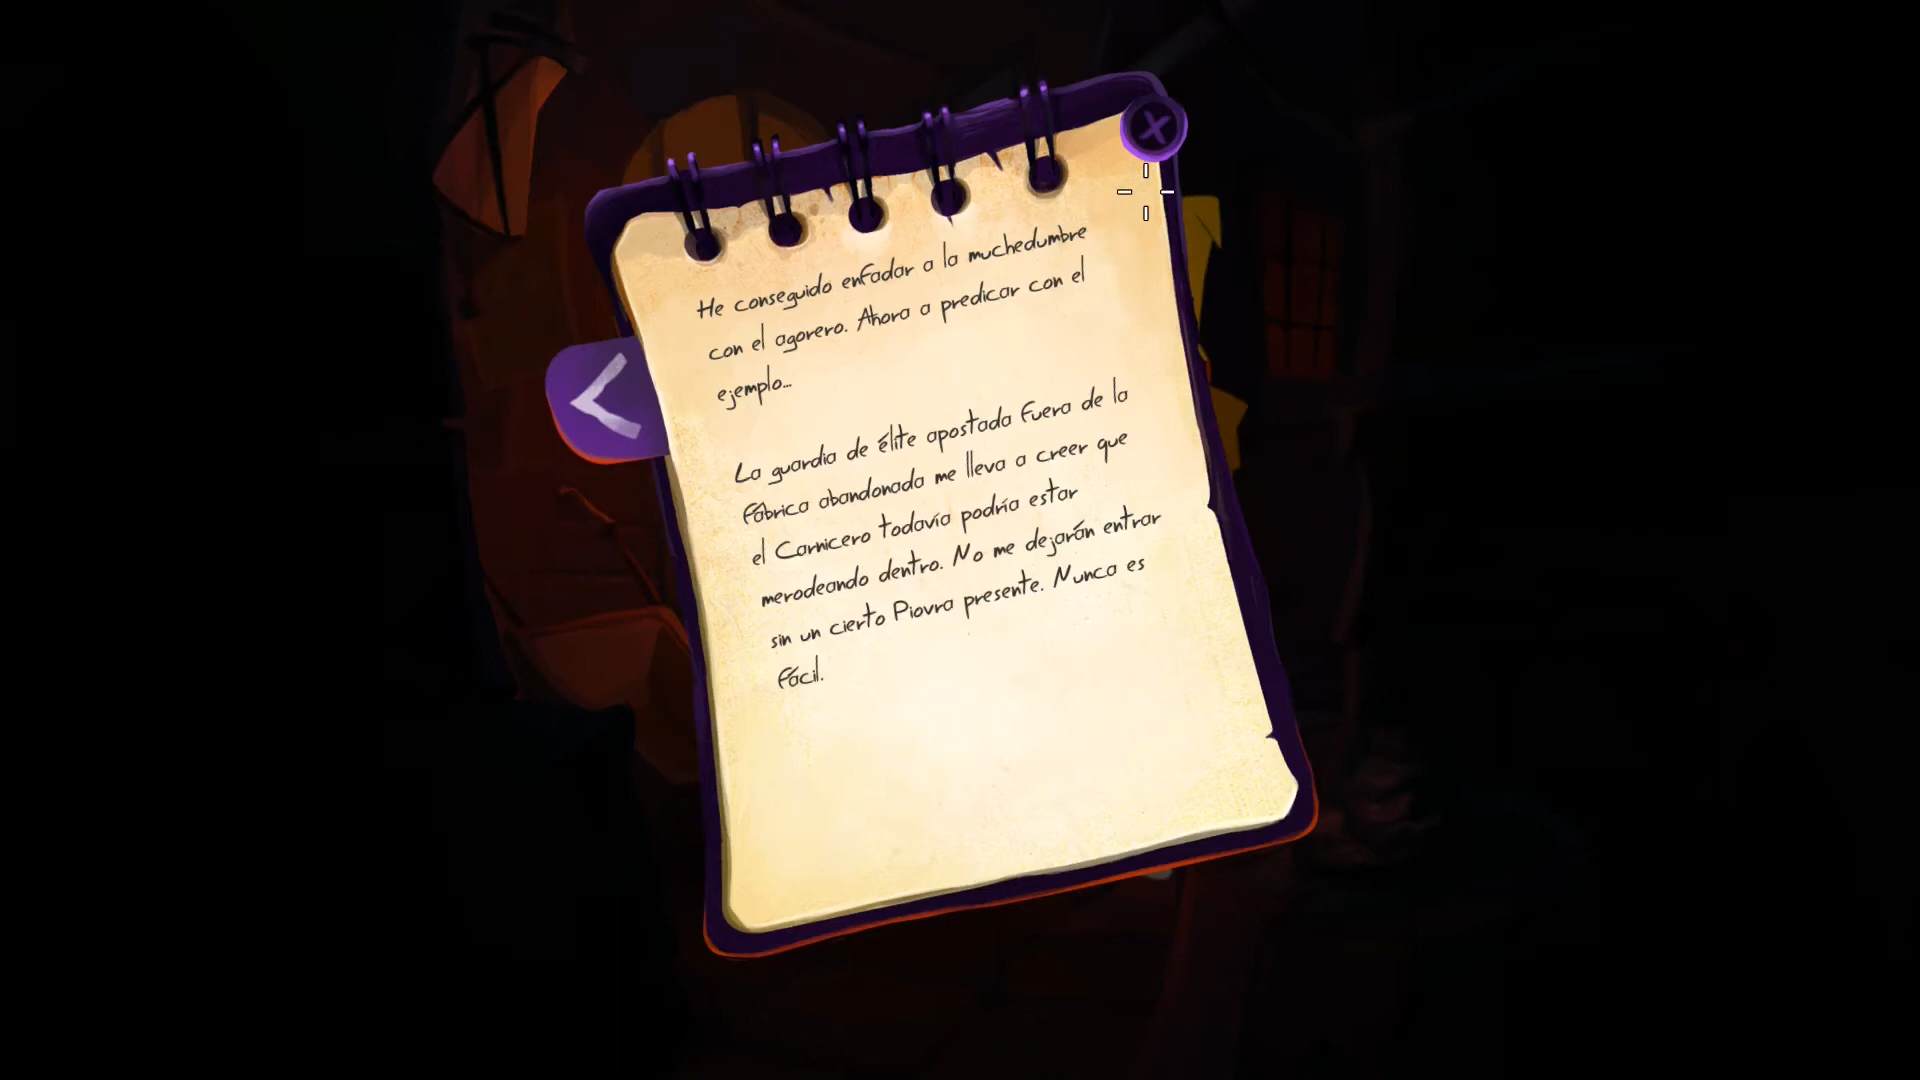 He conseguido enfadar a la muchedumbre
con el agorero. Ahora a predicar con el
ejemplo...
La guardia de élite apostada fuera de la
fábrica abandonada me lleva a creer que
el Carnicero todavía podría estar
merodeando dentro. No me dejarán entrar
sin un cierto Piovra presente. Nunca es
fácil.